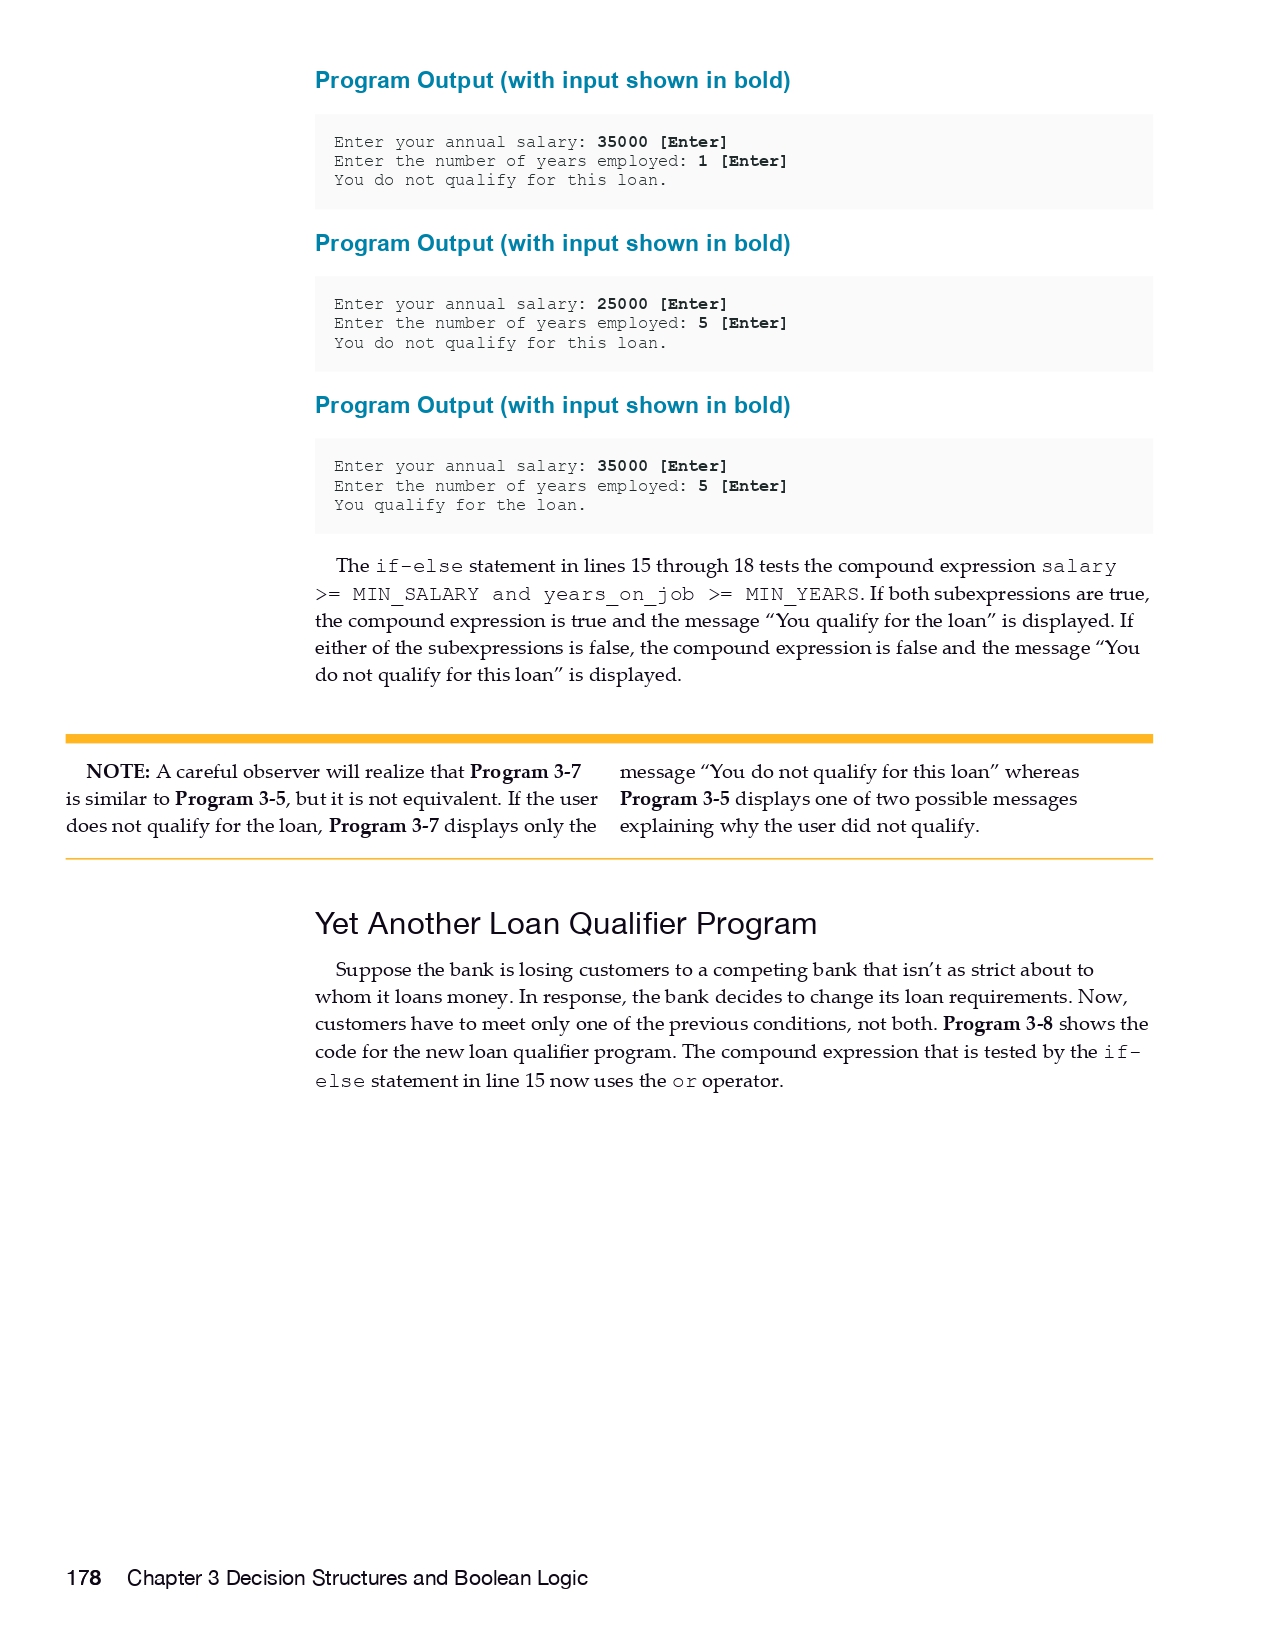 Program Output (with input shown in bold)
Enter your annual salary: 35000 [Enter]
Enter the number of years employed: 1 [Enter]
You do not qualify for this loan.
Program Output (with input shown in bold)
Enter your annual salary: 25000 [Enter]
Enter the number of years employed: 5 [Enter]
You do not qualify for this loan.
Program Output (with input shown in bold)
Enter your annual salary: 35000 [Enter]
Enter the number of years employed: 5 [Enter]
You qualify for the loan.
The if-else statement in lines 15 through 18 tests the compound expression salary
>= MIN_SALARY and years_on_job >= MIN_YEARS. If both subexpressions are true,
the compound expression is true and the message “You qualify for the loan” is displayed. If
either of the subexpressions is false, the compound expression is false and the message “You
do not qualify for this loan” is displayed.
NOTE: A careful observer will realize that Program 3-7
is similar to Program 3-5, but it is not equivalent. If the user
does not qualify for the loan, Program 3-7 displays only the
message “You do not qualify for this loan” whereas
Program 3-5 displays one of two possible messages
explaining why the user did not qualify.
Yet Another Loan Qualifier Program
Suppose the bank is losing customers to a competing bank that isn’t as strict about to
whom it loans money. In response, the bank decides to change its loan requirements. Now,
customers have to meet only one of the previous conditions, not both. Program 3-8 shows the
code for the new loan qualifier program. The compound expression that is tested by the if-
else statement in line 15 now uses the or operator.
178 Chapter 3 Decision Structures and Boolean Logic